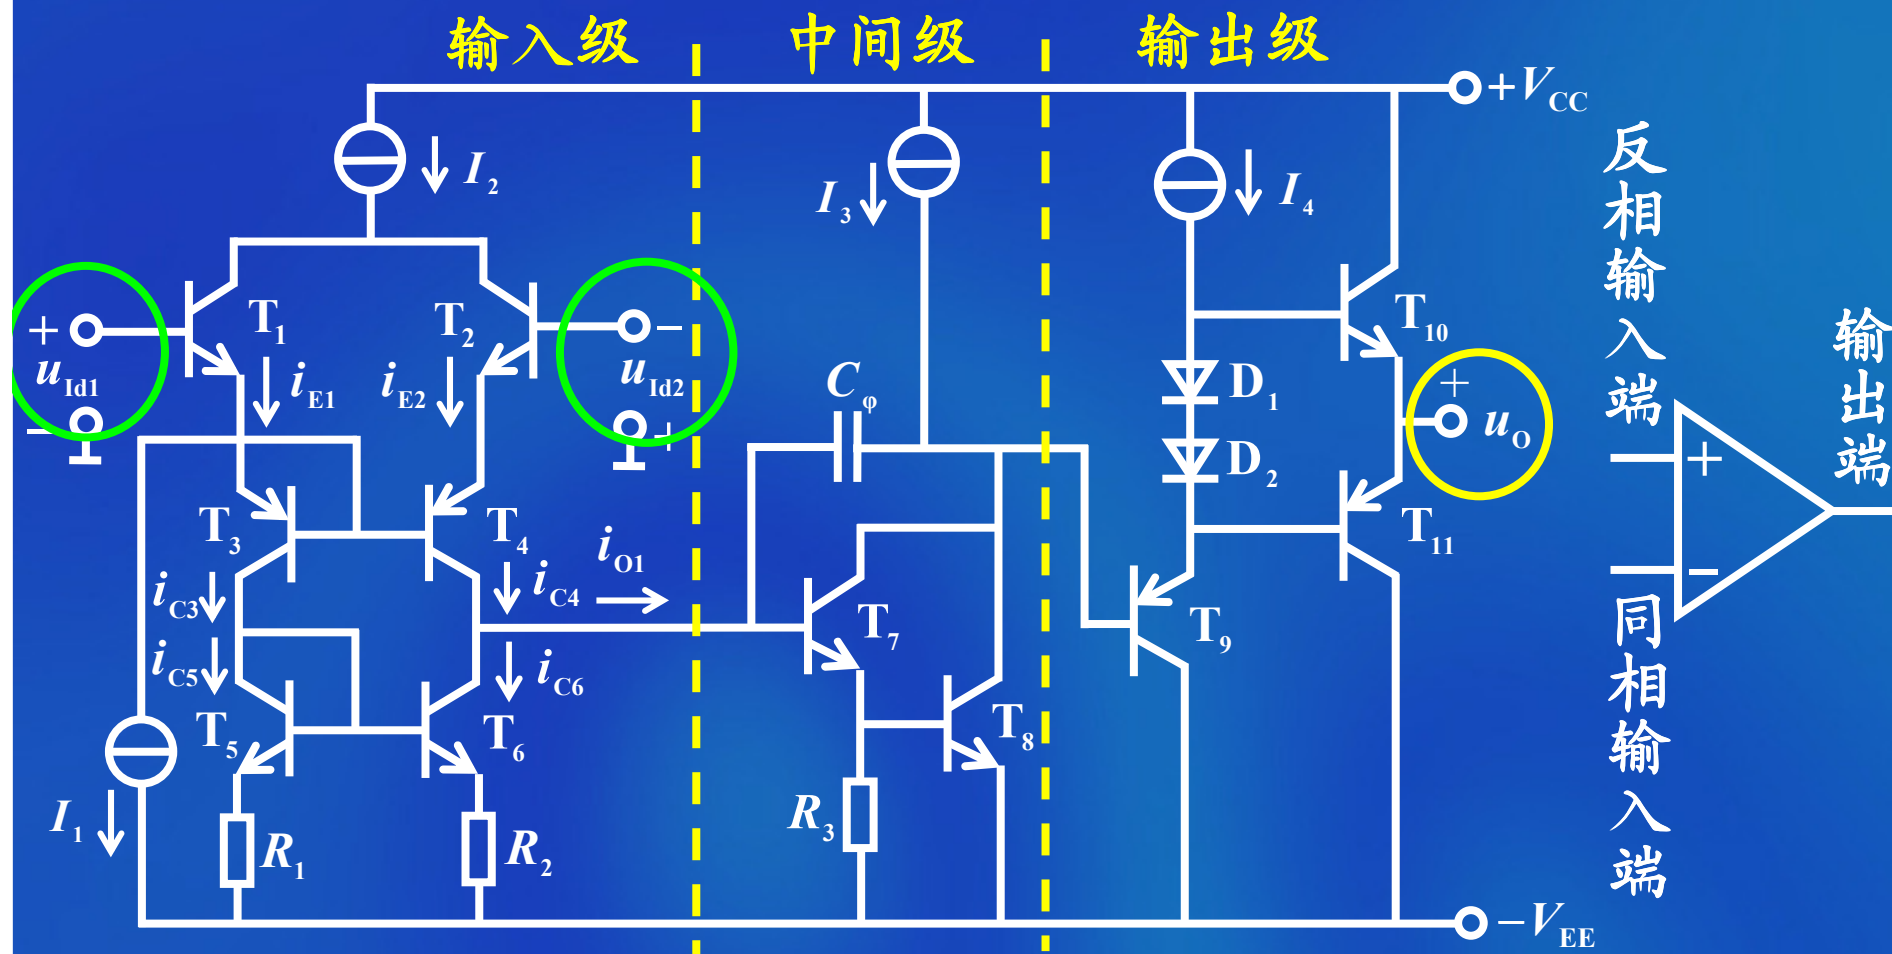 输入级
中间级
输出级
+VCC
I2
I3
I4
反相输入端
+
uId1
−
T1
T2
−
uId2
+
iE1
iE2
Cφ
D1
D2
T10
+
uO
T11
输出端
+
−
T3
T4
iO1
iC3
iC4
iC5
iC6
T5
T6
T7
T8
T9
同相输入端
I1
R1
R2
R3
−VEE